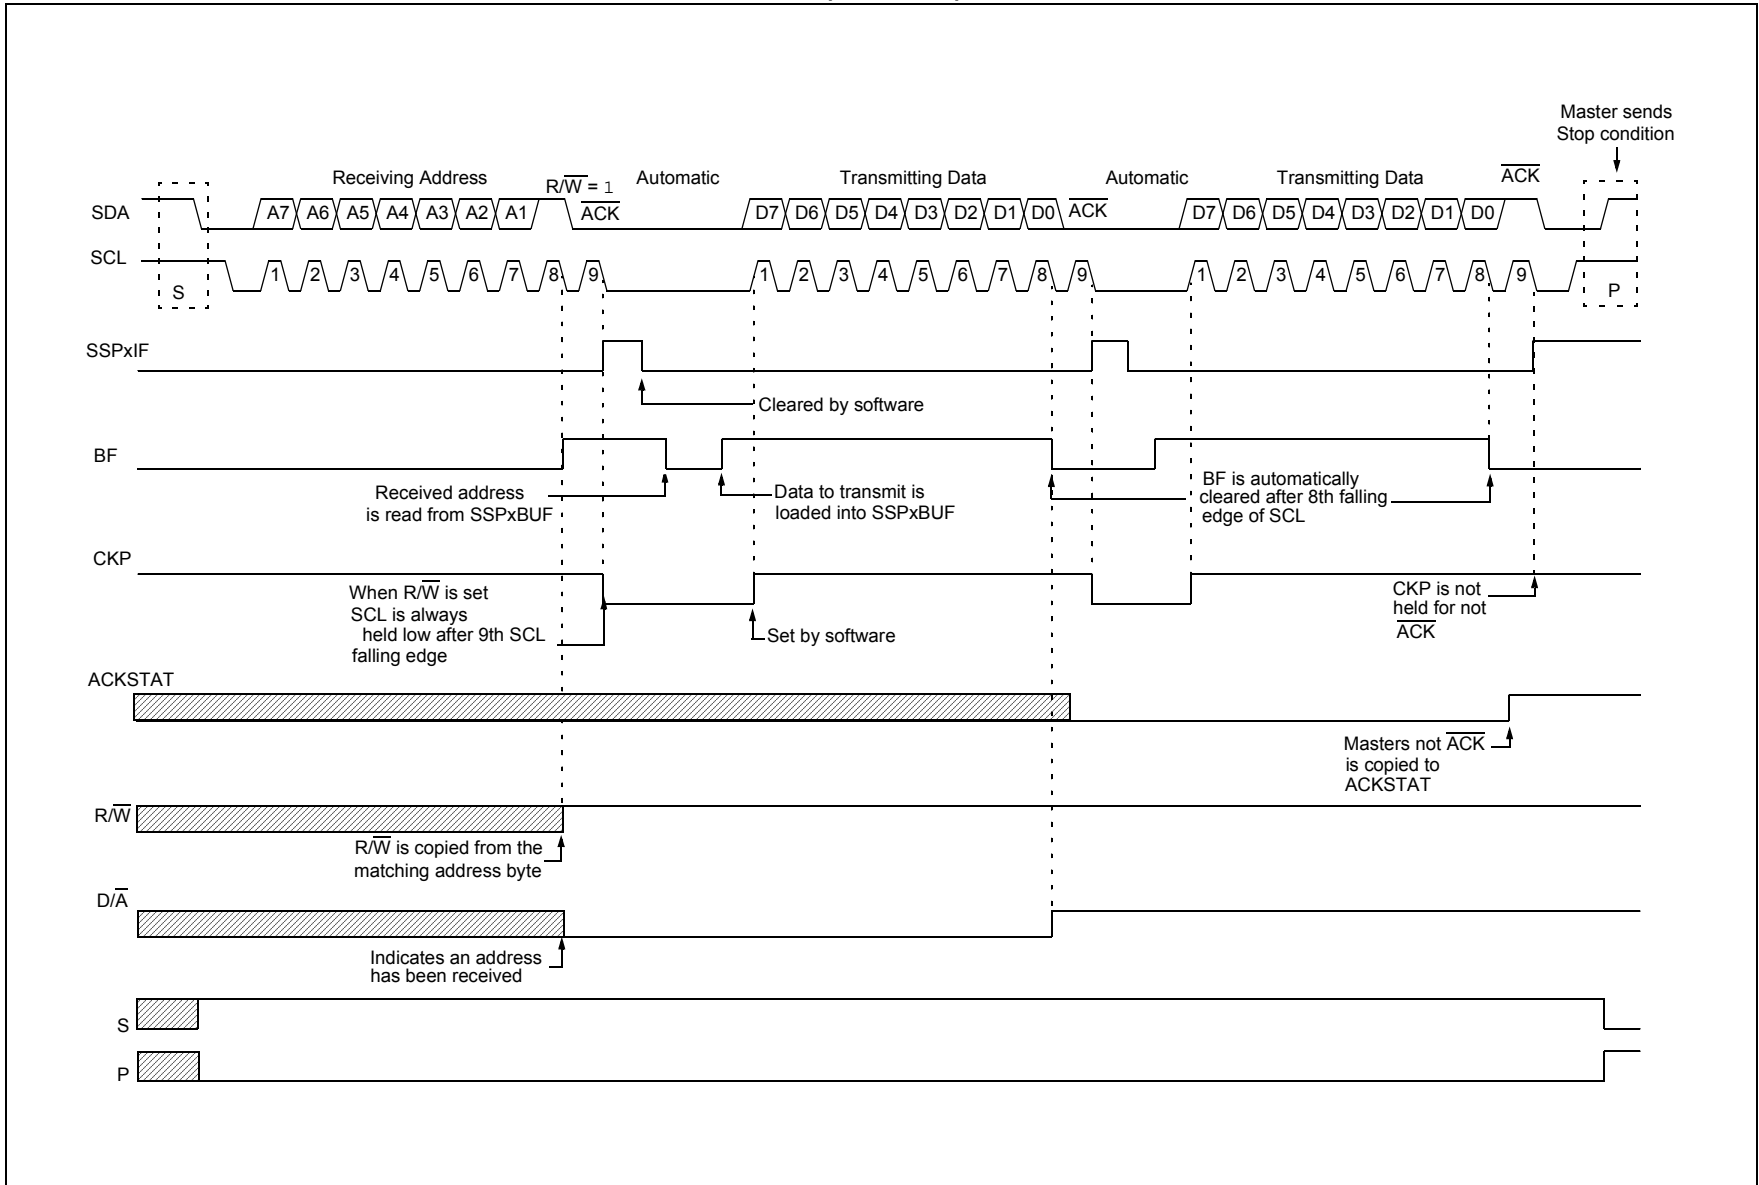 Master sends
Stop condition
Receiving Address
R/W̅ = 1
Automatic
Transmitting Data
Automatic
Transmitting Data
A̅C̅K̅
SDA
A7 A6 A5 A4 A3 A2 A1
A̅C̅K̅
D7 D6 D5 D4 D3 D2 D1 D0
A̅C̅K̅
D7 D6 D5 D4 D3 D2 D1 D0
SCL
1 2 3 4 5 6 7 8 9
1 2 3 4 5 6 7 8 9
1 2 3 4 5 6 7 8 9
S
P
SSPxIF
Cleared by software
BF
Received address
is read from SSPxBUF
Data to transmit is
loaded into SSPxBUF
BF is automatically
cleared after 8th falling
edge of SCL
CKP
When R/W̅ is set
SCL is always
held low after 9th SCL
falling edge
Set by software
CKP is not
held for not
A̅C̅K̅
ACKSTAT
Masters not A̅C̅K̅
is copied to
ACKSTAT
R/W̅
R/W̅ is copied from the
matching address byte
D/A̅
Indicates an address
has been received
S
P